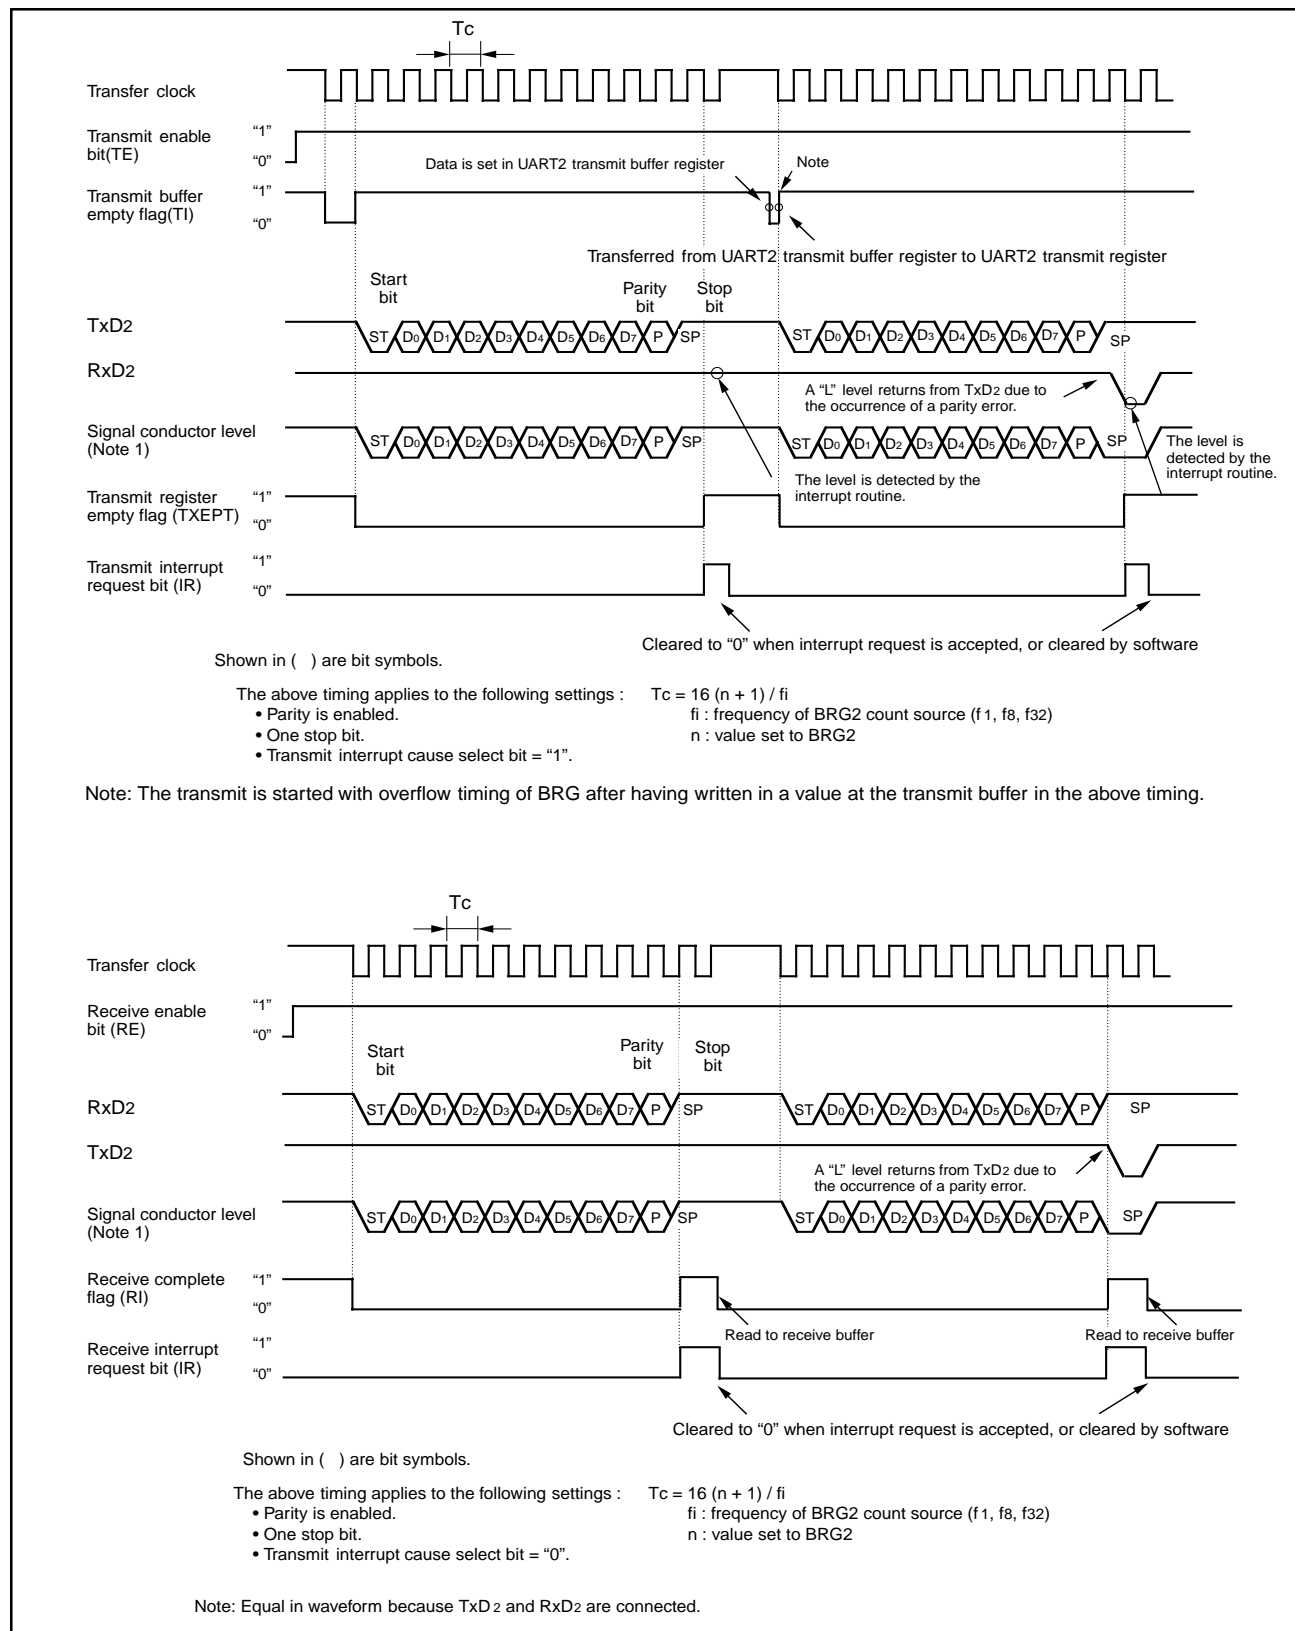 Tc
Transfer clock
Transmit enable
bit(TE)
“1”
“0”
Data is set in UART2 transmit buffer register
Note
Transmit buffer
empty flag(TI)
“1”
“0”
Transferred from UART2 transmit buffer register to UART2 transmit register
Start
bit
Parity
bit
Stop
bit
TxD2
ST D0 D1 D2 D3 D4 D5 D6 D7 P SP
ST D0 D1 D2 D3 D4 D5 D6 D7 P SP
RxD2
A “L” level returns from TxD2 due to
the occurrence of a parity error.
Signal conductor level
(Note 1)
ST D0 D1 D2 D3 D4 D5 D6 D7 P SP
ST D0 D1 D2 D3 D4 D5 D6 D7 P SP
The level is
detected by the
interrupt routine.
The level is detected by the
interrupt routine.
Transmit register
empty flag (TXEPT)
“1”
“0”
Transmit interrupt
request bit (IR)
“1”
“0”
Cleared to “0” when interrupt request is accepted, or cleared by software
Shown in ( ) are bit symbols.
The above timing applies to the following settings :
• Parity is enabled.
• One stop bit.
• Transmit interrupt cause select bit = “1”.
Tc = 16 (n + 1) / fi
fi : frequency of BRG2 count source (f1, f8, f32)
n : value set to BRG2
Note: The transmit is started with overflow timing of BRG after having written in a value at the transmit buffer in the above timing.
Tc
Transfer clock
Receive enable
bit (RE)
“1”
“0”
Start
bit
Parity
bit
Stop
bit
RxD2
ST D0 D1 D2 D3 D4 D5 D6 D7 P SP
ST D0 D1 D2 D3 D4 D5 D6 D7 P SP
TxD2
A “L” level returns from TxD2 due to
the occurrence of a parity error.
Signal conductor level
(Note 1)
ST D0 D1 D2 D3 D4 D5 D6 D7 P SP
ST D0 D1 D2 D3 D4 D5 D6 D7 P SP
Receive complete
flag (RI)
“1”
“0”
Read to receive buffer
Read to receive buffer
Receive interrupt
request bit (IR)
“1”
“0”
Cleared to “0” when interrupt request is accepted, or cleared by software
Shown in ( ) are bit symbols.
The above timing applies to the following settings :
• Parity is enabled.
• One stop bit.
• Transmit interrupt cause select bit = “0”.
Tc = 16 (n + 1) / fi
fi : frequency of BRG2 count source (f1, f8, f32)
n : value set to BRG2
Note: Equal in waveform because TxD2 and RxD2 are connected.